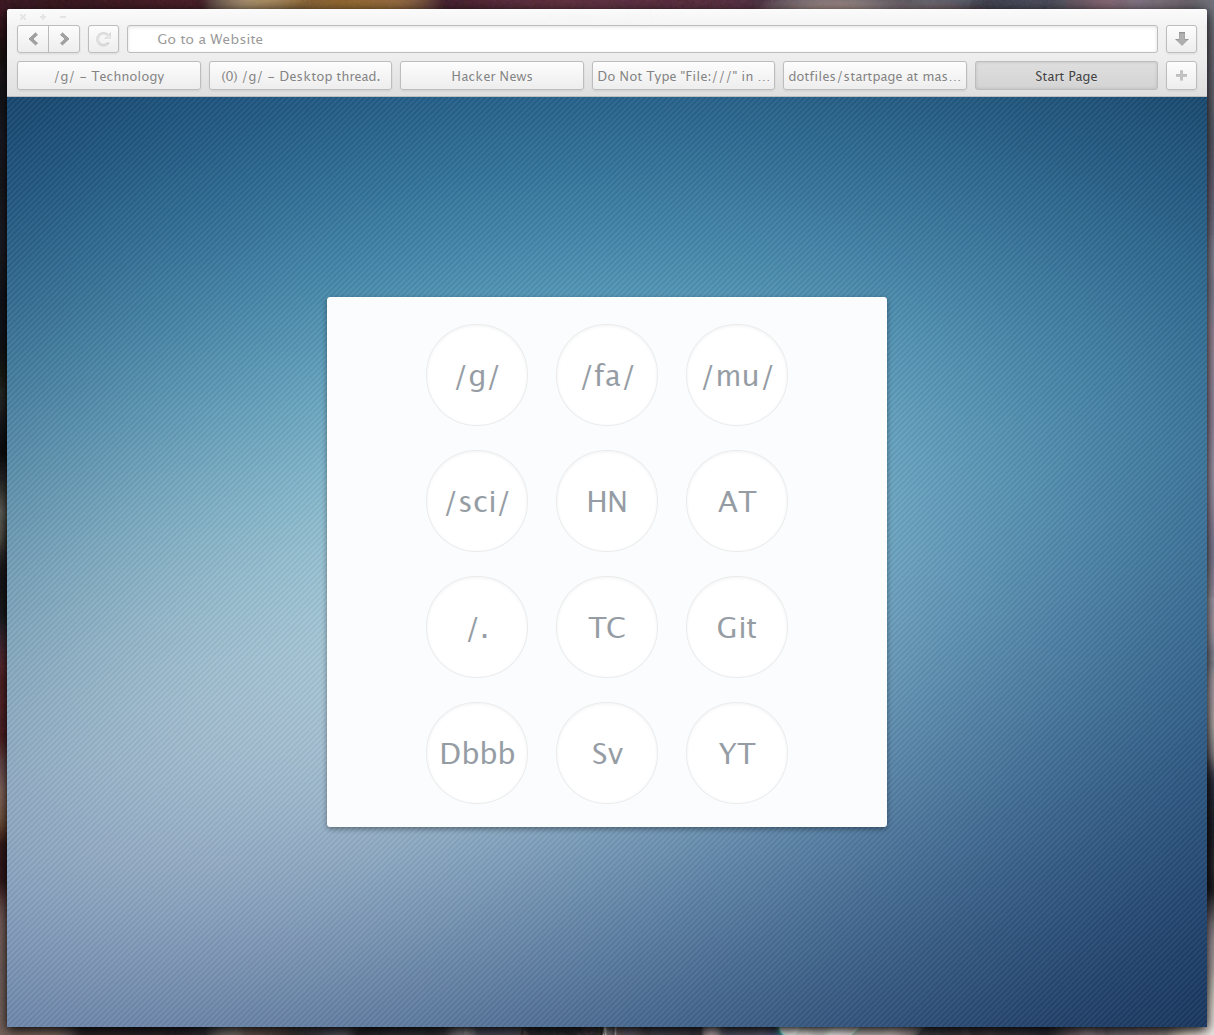 Go to a Website
/g/ – Technology
(0) /g/ – Desktop thread.
Hacker News
Do Not Type "File:///" in ...
dotfiles/startpage at mas...
Start Page
/g/ /fa/ /mu/
/sci/ HN AT
/. TC Git
Dbbb Sv YT